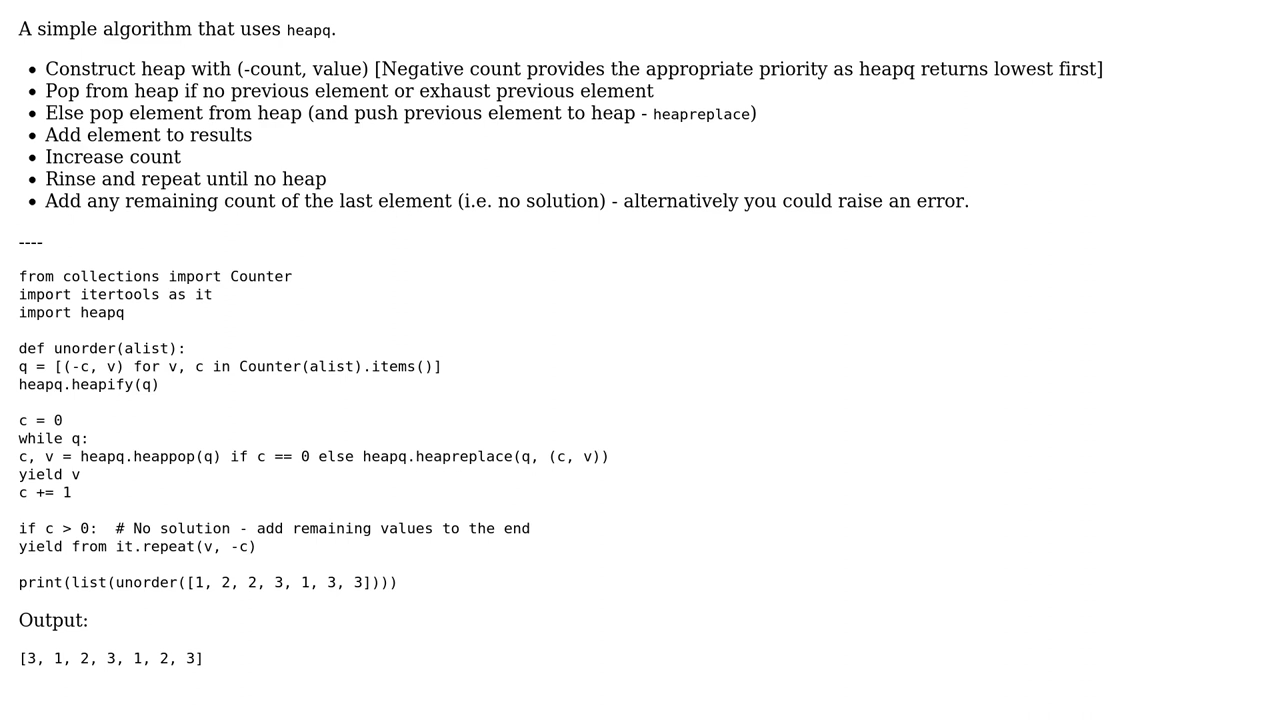 A simple algorithm that uses heapq.
• Construct heap with (-count, value) [Negative count provides the appropriate priority as heapq returns lowest first]
• Pop from heap if no previous element or exhaust previous element
• Else pop element from heap (and push previous element to heap - heapreplace)
• Add element to results
• Increase count
• Rinse and repeat until no heap
• Add any remaining count of the last element (i.e. no solution) - alternatively you could raise an error.
----
from collections import Counter
import itertools as it
import heapq
def unorder(alist):
q = [(-c, v) for v, c in Counter(alist).items()]
heapq.heapify(q)
c = 0
while q:
c, v = heapq.heappop(q) if c == 0 else heapq.heapreplace(q, (c, v))
yield v
c += 1
if c > 0:  # No solution - add remaining values to the end
yield from it.repeat(v, -c)
print(list(unorder([1, 2, 2, 3, 1, 3, 3])))
Output:
[3, 1, 2, 3, 1, 2, 3]